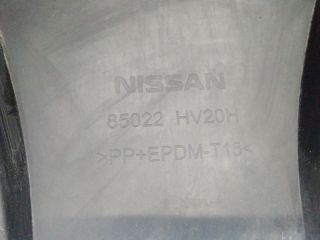 NISSAN
85022 HV20H
>PP+EPDM-T15<